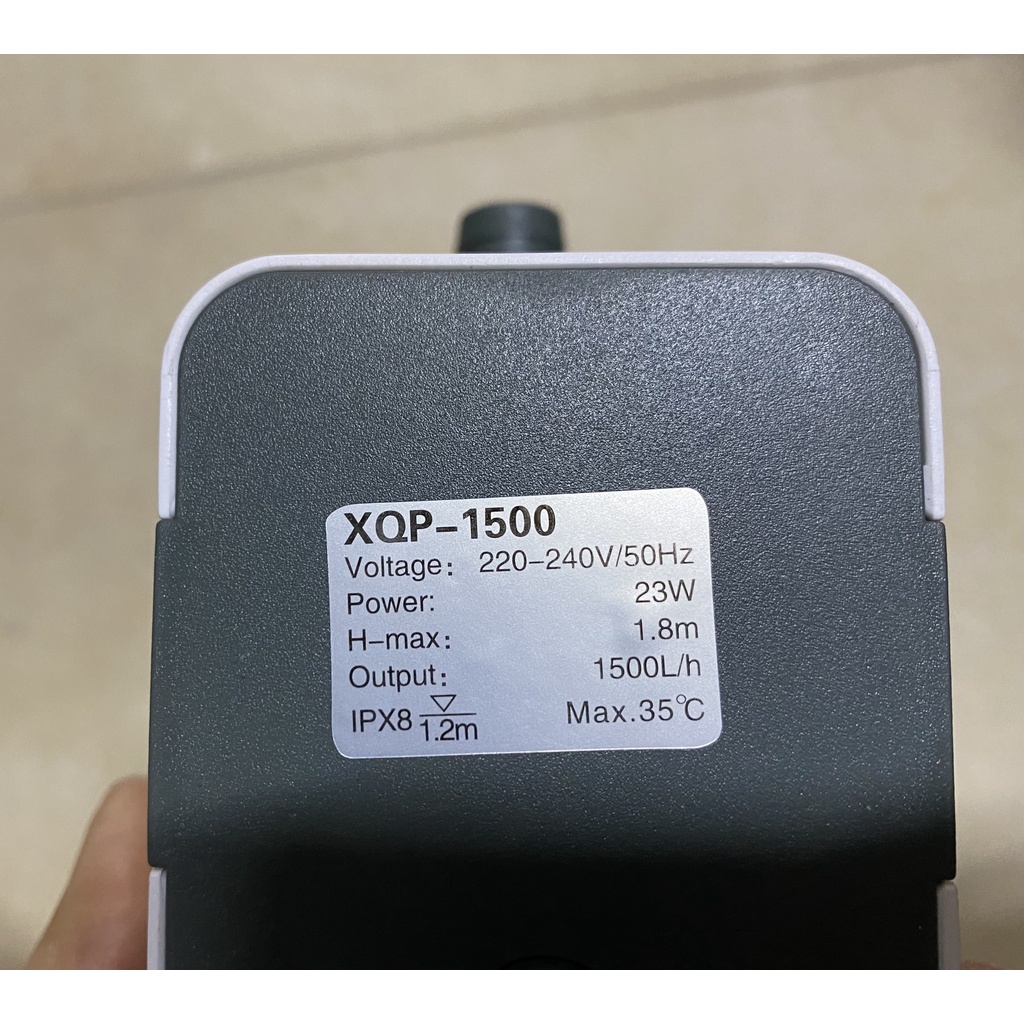 XQP-1500
Voltage: 220-240V/50Hz
Power: 23W
H-max: 1.8m
Output: 1500L/h
IPX8 ▽ 1.2m Max.35℃